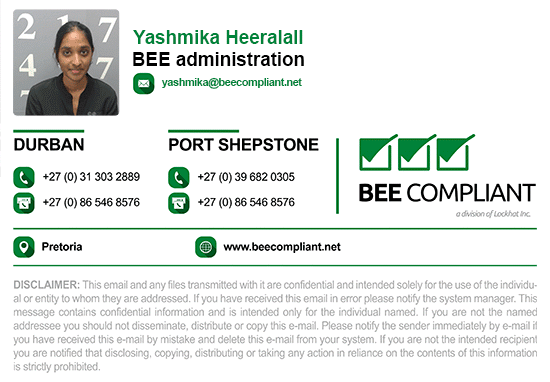 2 1 7
4 7
2 7
Yashmika Heeralall
BEE administration
yashmika@beecompliant.net
DURBAN
+27 (0) 31 303 2889
+27 (0) 86 546 8576
PORT SHEPSTONE
+27 (0) 39 682 0305
+27 (0) 86 546 8576
BEE COMPLIANT
a division of Lockhat Inc.
Pretoria
www.beecompliant.net
DISCLAIMER: This email and any files transmitted with it are confidential and intended solely for the use of the individu-
al or entity to whom they are addressed. If you have received this email in error please notify the system manager. This
message contains confidential information and is intended only for the individual named. If you are not the named
addressee you should not disseminate, distribute or copy this e-mail. Please notify the sender immediately by e-mail if
you have received this e-mail by mistake and delete this e-mail from your system. If you are not the intended recipient
you are notified that disclosing, copying, distributing or taking any action in reliance on the contents of this information
is strictly prohibited.